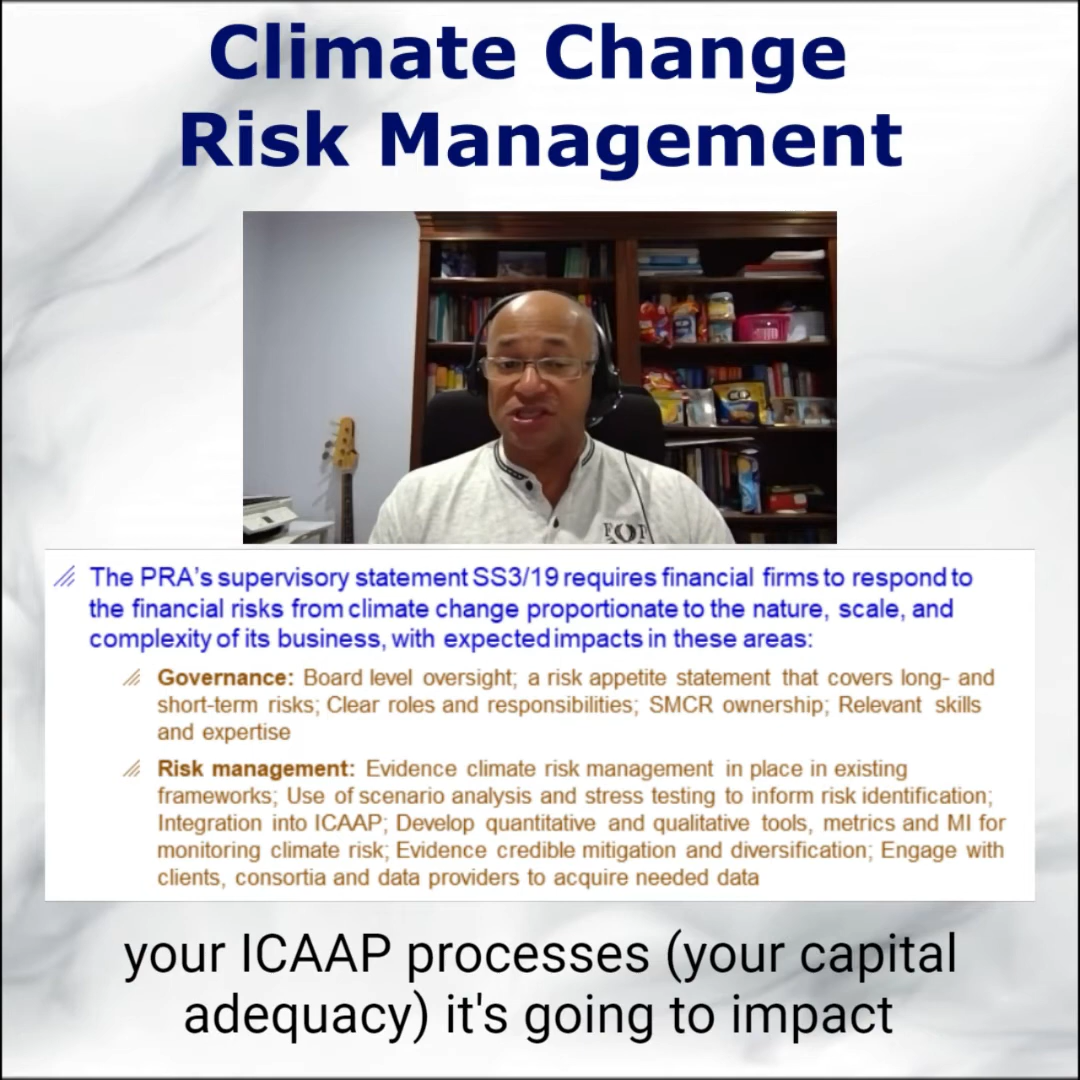 Climate Change
Risk Management
The PRA's supervisory statement SS3/19 requires financial firms to respond to
the financial risks from climate change proportionate to the nature, scale, and
complexity of its business, with expected impacts in these areas:
Governance: Board level oversight; a risk appetite statement that covers long- and
short-term risks; Clear roles and responsibilities; SMCR ownership; Relevant skills
and expertise
Risk management: Evidence climate risk management in place in existing
frameworks; Use of scenario analysis and stress testing to inform risk identification;
Integration into ICAAP; Develop quantitative and qualitative tools, metrics and MI for
monitoring climate risk; Evidence credible mitigation and diversification; Engage with
clients, consortia and data providers to acquire needed data
your ICAAP processes (your capital
adequacy) it's going to impact